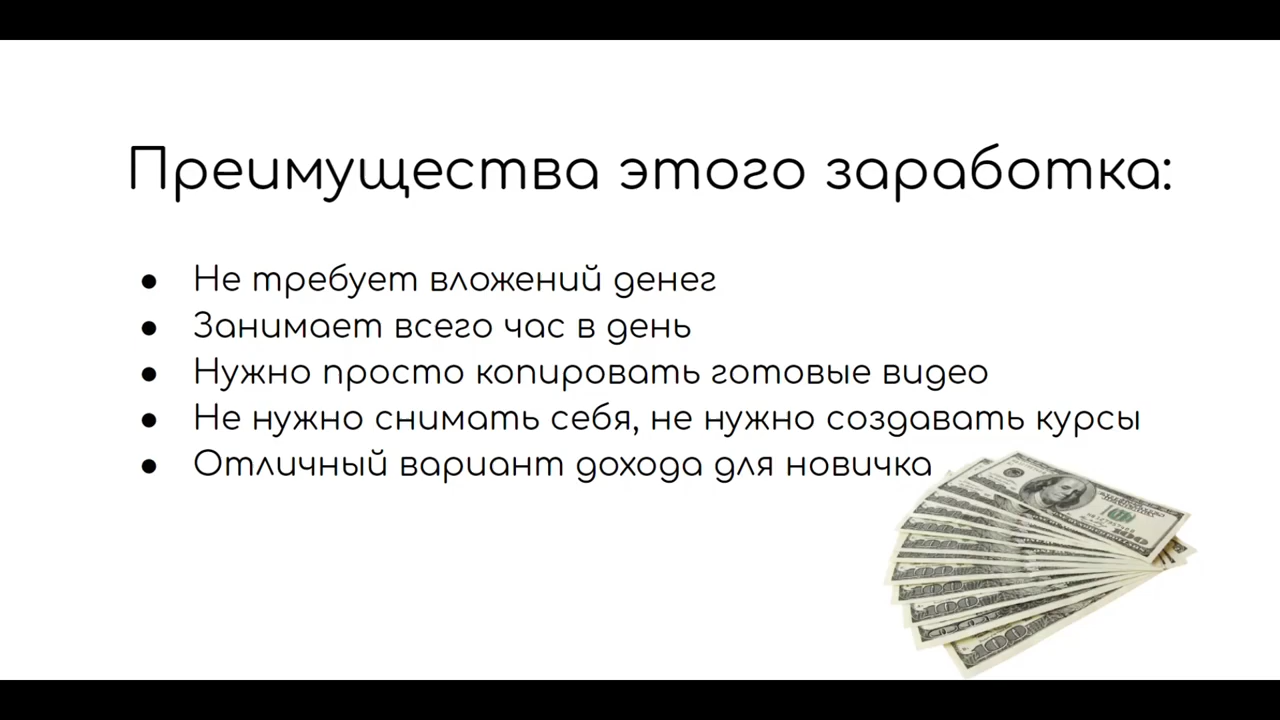 Преимущества этого заработка:
● Не требует вложений денег
● Занимает всего час в день
● Нужно просто копировать готовые видео
● Не нужно снимать себя, не нужно создавать курсы
● Отличный вариант дохода для новичка
100